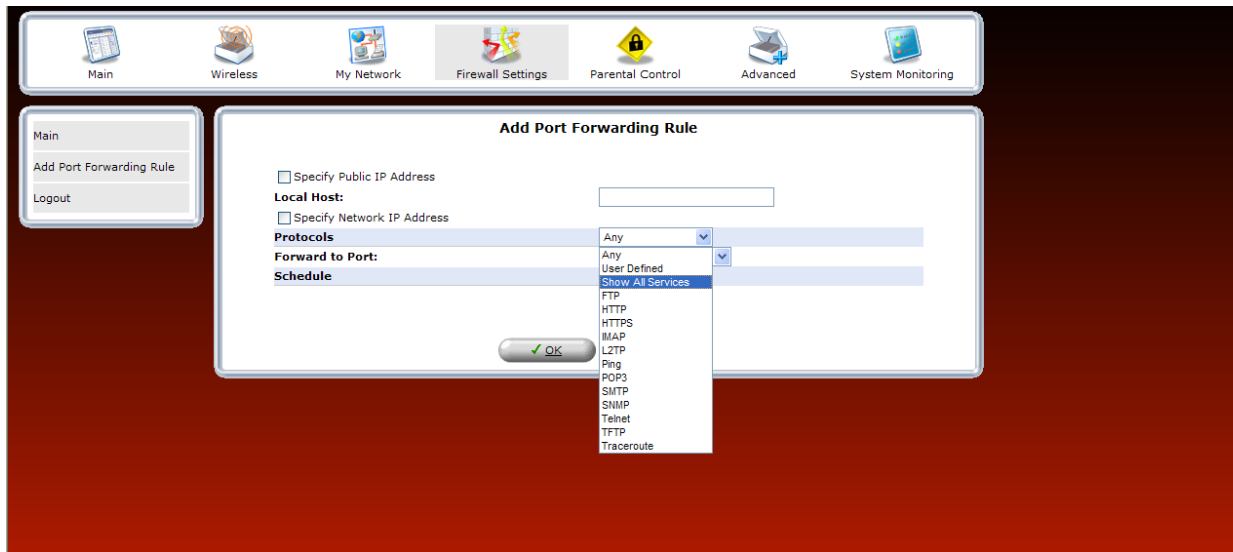 Main Wireless My Network Firewall Settings Parental Control Advanced System Monitoring
Main
Add Port Forwarding Rule
Logout
Add Port Forwarding Rule
Specify Public IP Address
Local Host:
Specify Network IP Address
Protocols Any
Forward to Port:
Schedule
Any
User Defined
Show All Services
FTP
HTTP
HTTPS
IMAP
L2TP
Ping
POP3
SMTP
SNMP
Telnet
TFTP
Traceroute
OK